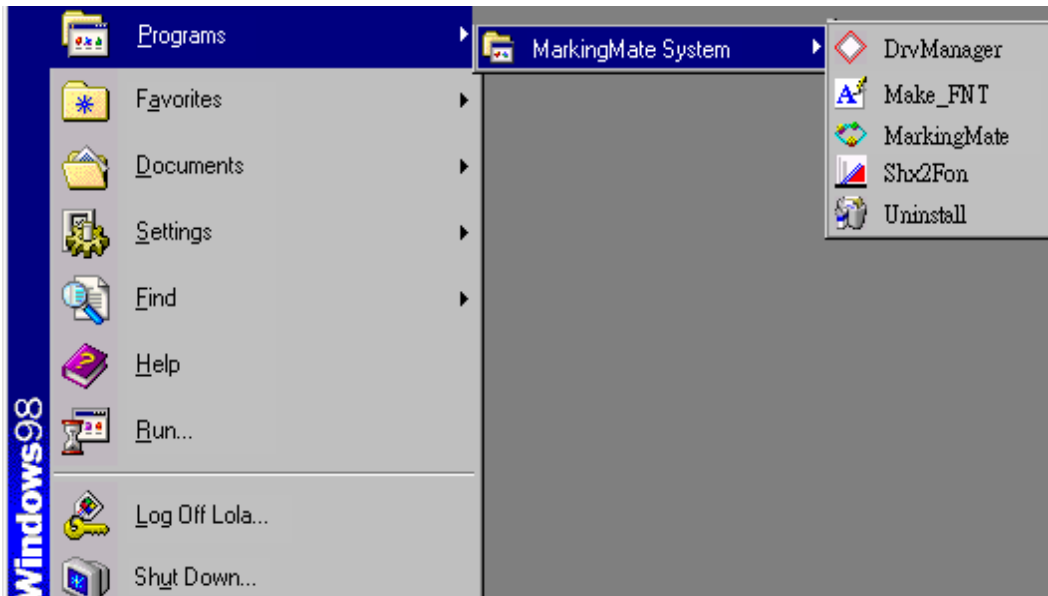 Programs
Favorites
Documents
Settings
Find
Help
Run...
Log Off Lola...
Shut Down...
Windows98
MarkingMate System
DrvManager
Make_FNT
MarkingMate
Shx2Fon
Uninstall